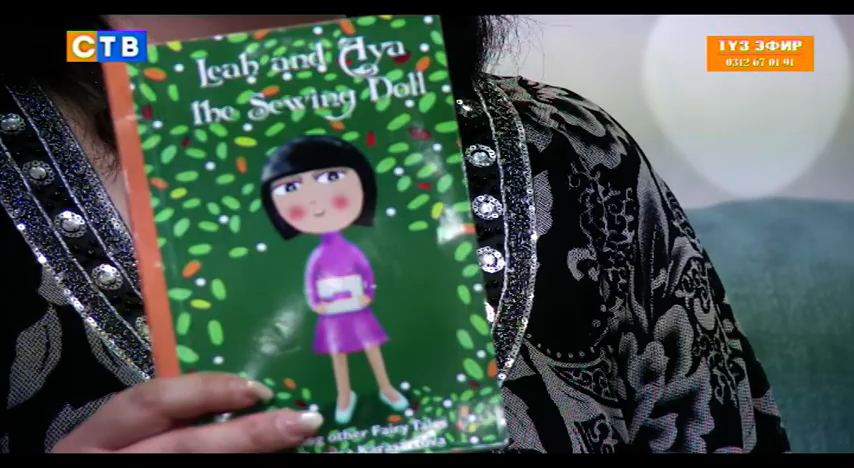 СТВ
ТҮЗ ЭФИР
0312 67 01 91
Leah and Aya
the Sewing Doll
other Fairy Tales